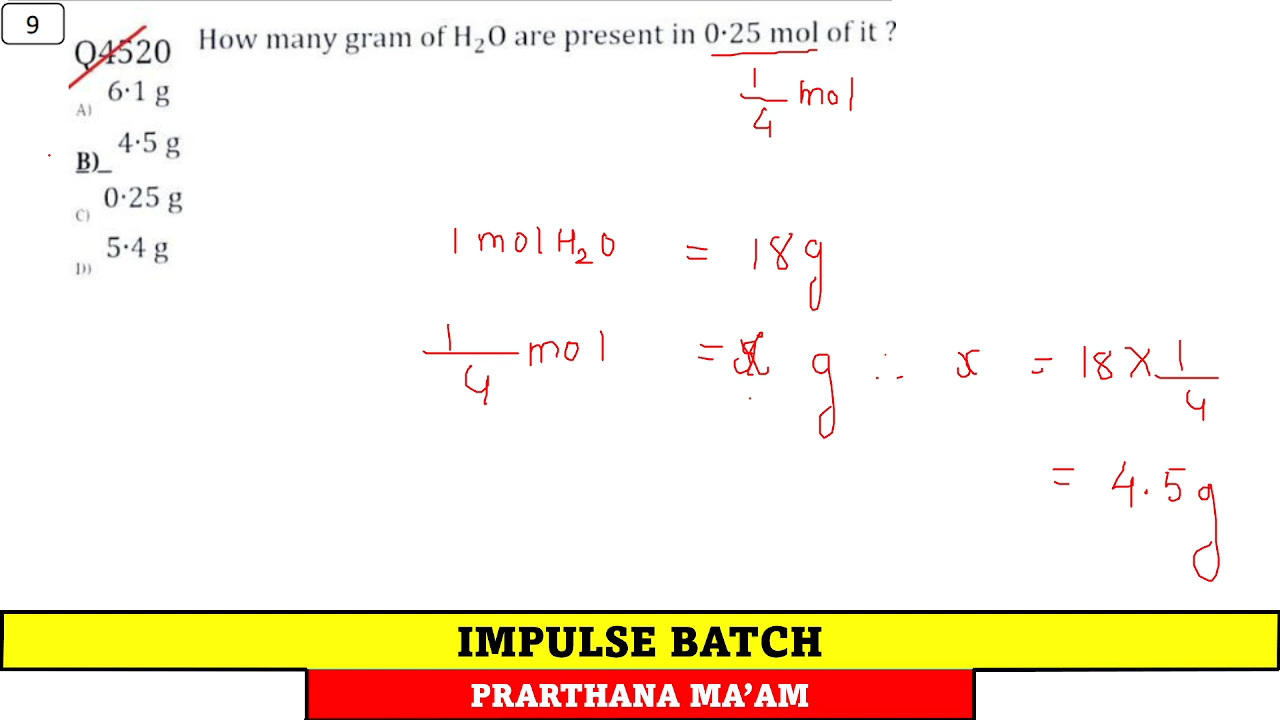 9
Q4520 How many gram of H₂O are present in 0·25 mol of it ?
1/4 mol
A) 6·1 g
B)_ 4·5 g
C) 0·25 g
D) 5·4 g
1 mol H₂O = 18 g
1/4 mol = x g ∴ x = 18 × 1/4
= 4.5 g
IMPULSE BATCH
PRARTHANA MA’AM